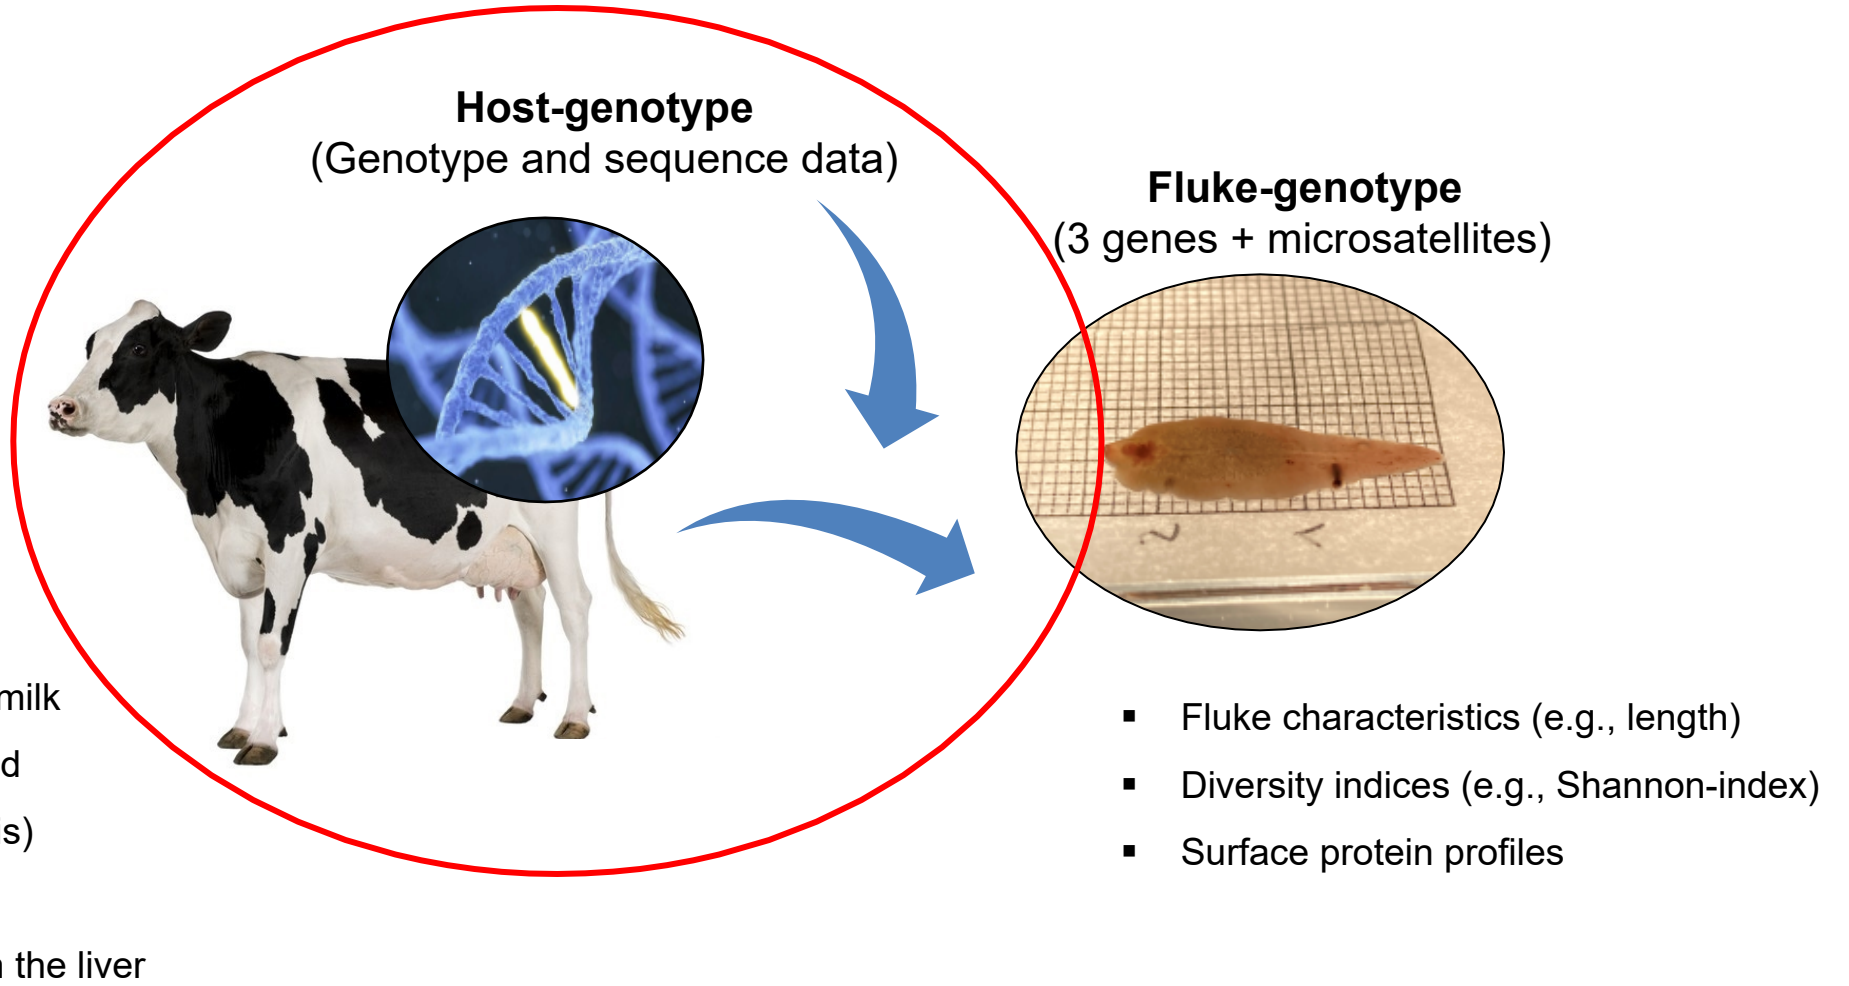 Host-genotype
(Genotype and sequence data)
Fluke-genotype
(3 genes + microsatellites)
milk
d
is)
the liver
▪ Fluke characteristics (e.g., length)
▪ Diversity indices (e.g., Shannon-index)
▪ Surface protein profiles